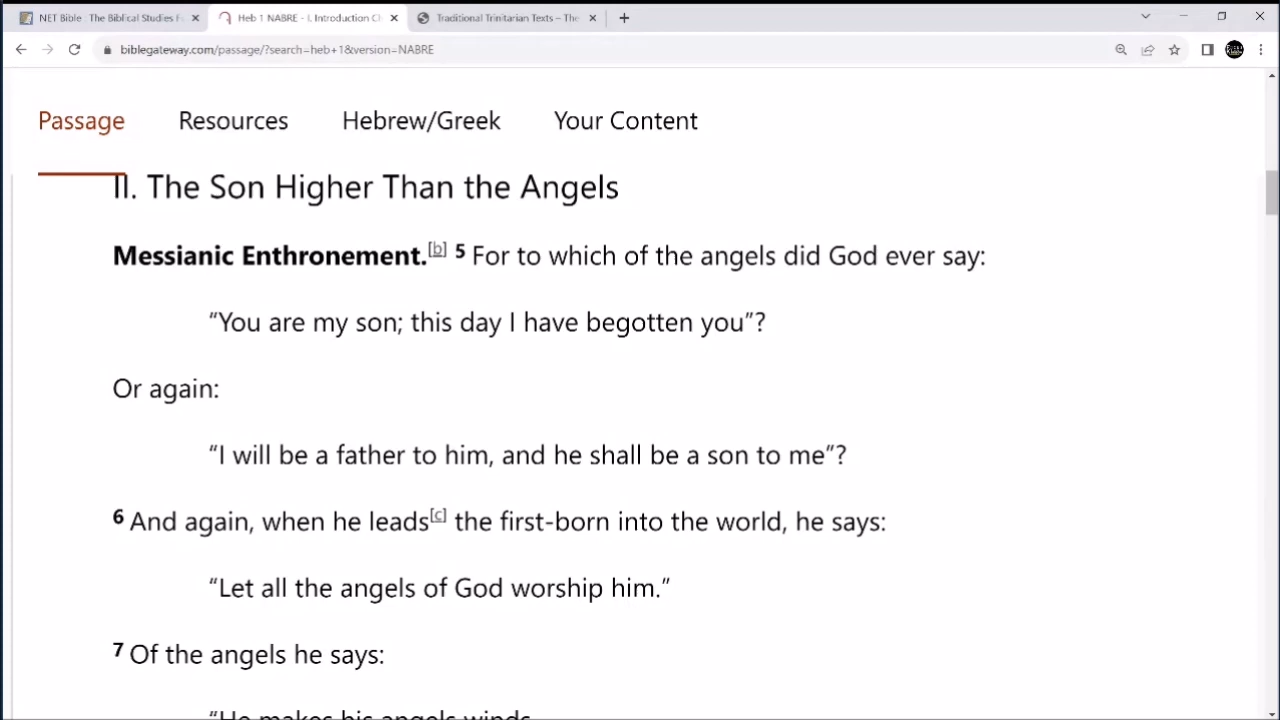 NET Bible : The Biblical Studies F
Heb 1 NABRE - I. Introduction C
Traditional Trinitarian Texts – The
biblegateway.com/passage/?search=heb+1&version=NABRE
Passage Resources Hebrew/Greek Your Content
II. The Son Higher Than the Angels
Messianic Enthronement.[b] 5 For to which of the angels did God ever say:
“You are my son; this day I have begotten you”?
Or again:
“I will be a father to him, and he shall be a son to me”?
6 And again, when he leads[c] the first-born into the world, he says:
“Let all the angels of God worship him.”
7 Of the angels he says:
“He makes his angels winds